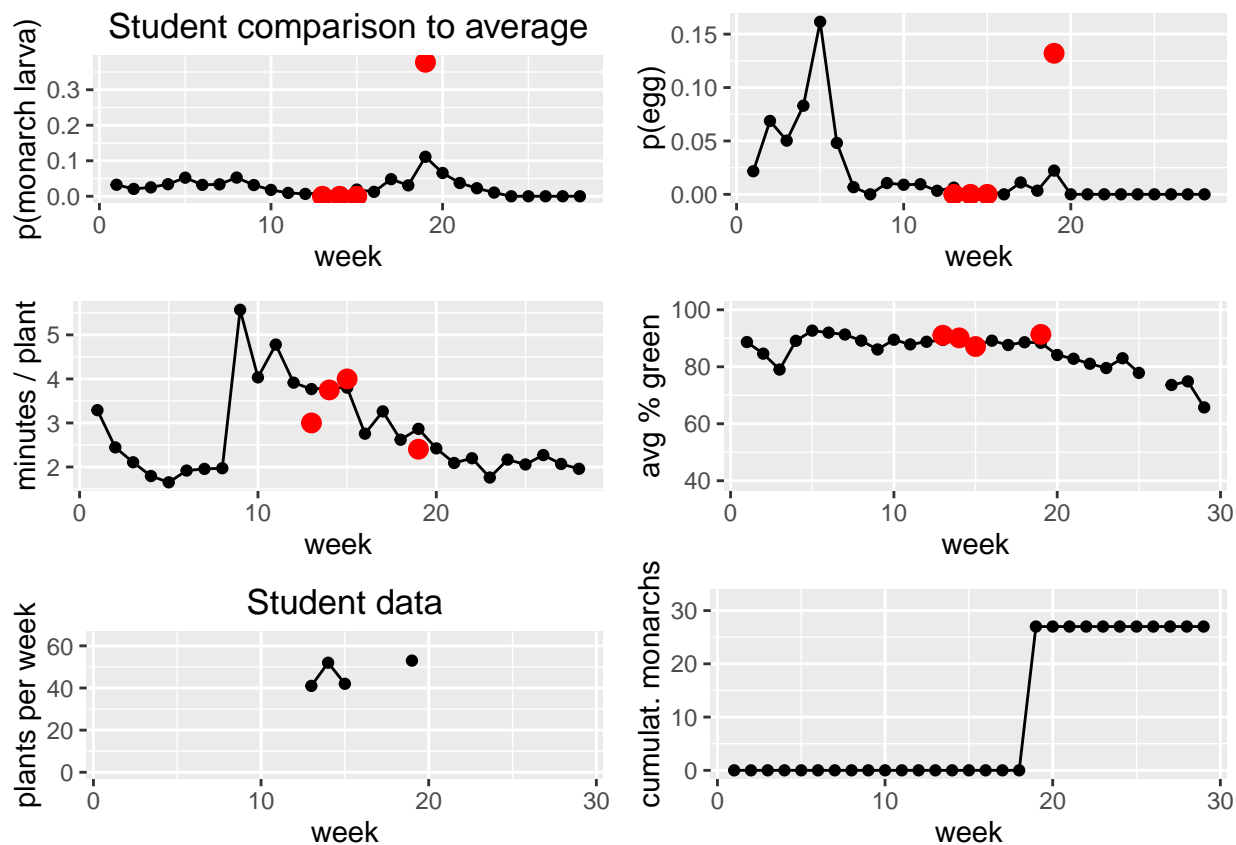 Student comparison to average
p(monarch larva)
0.3
0.2
0.1
0.0
0 10 20
week
p(egg)
0.15
0.10
0.05
0.00
0 10 20
week
minutes / plant
5
4
3
2
0 10 20
week
avg % green
100
80
60
40
0 10 20 30
week
Student data
plants per week
60
40
20
0
0 10 20 30
week
cumulat. monarchs
30
20
10
0
0 10 20 30
week